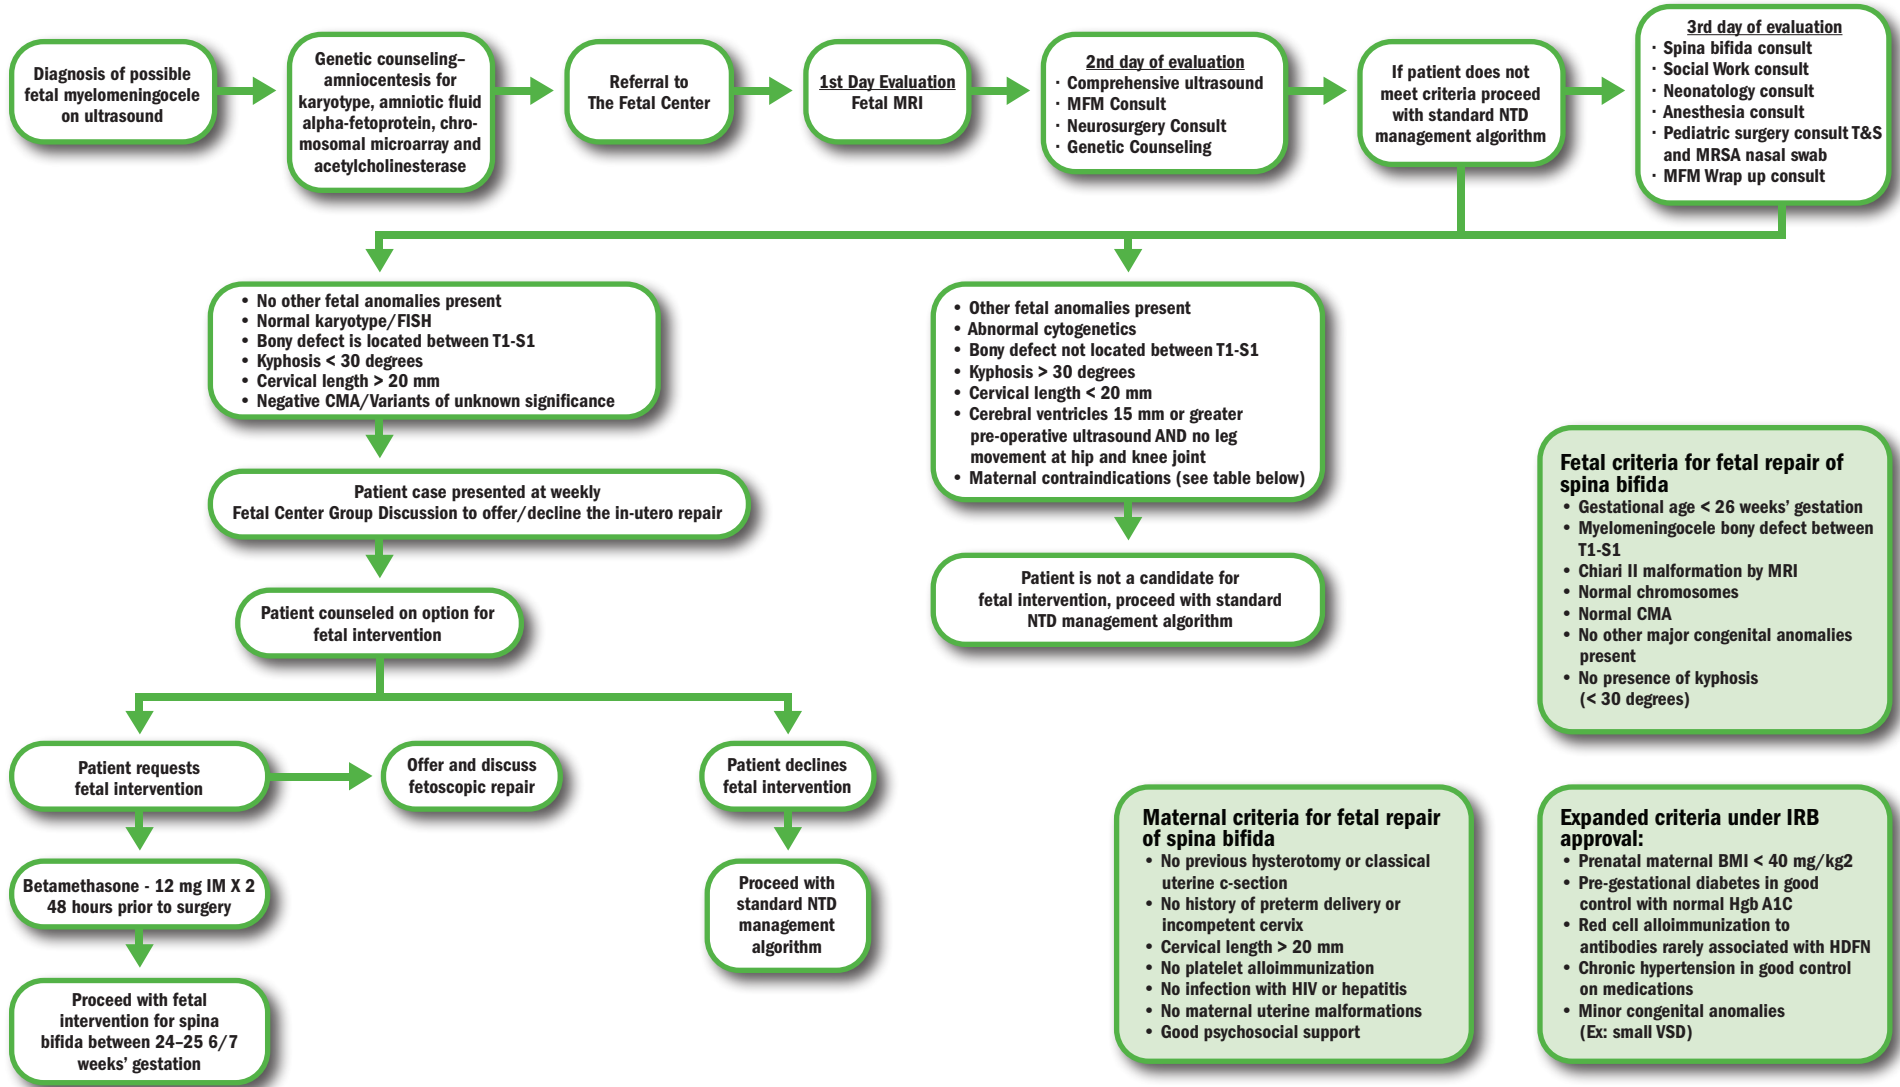 Diagnosis of possible
fetal myelomeningocele
on ultrasound
Genetic counseling–
amniocentesis for
karyotype, amniotic fluid
alpha-fetoprotein, chro-
mosomal microarray and
acetylcholinesterase
Referral to
The Fetal Center
1st Day Evaluation
Fetal MRI
2nd day of evaluation
· Comprehensive ultrasound
· MFM Consult
· Neurosurgery Consult
· Genetic Counseling
If patient does not
meet criteria proceed
with standard NTD
management algorithm
3rd day of evaluation
· Spina bifida consult
· Social Work consult
· Neonatology consult
· Anesthesia consult
· Pediatric surgery consult T&S
and MRSA nasal swab
· MFM Wrap up consult
• No other fetal anomalies present
• Normal karyotype/FISH
• Bony defect is located between T1-S1
• Kyphosis < 30 degrees
• Cervical length > 20 mm
• Negative CMA/Variants of unknown significance
• Other fetal anomalies present
• Abnormal cytogenetics
• Bony defect not located between T1-S1
• Kyphosis > 30 degrees
• Cervical length < 20 mm
• Cerebral ventricles 15 mm or greater
pre-operative ultrasound AND no leg
movement at hip and knee joint
• Maternal contraindications (see table below)
Patient case presented at weekly
Fetal Center Group Discussion to offer/decline the in-utero repair
Patient is not a candidate for
fetal intervention, proceed with standard
NTD management algorithm
Patient counseled on option for
fetal intervention
Patient requests
fetal intervention
Offer and discuss
fetoscopic repair
Patient declines
fetal intervention
Betamethasone - 12 mg IM X 2
48 hours prior to surgery
Proceed with
standard NTD
management
algorithm
Proceed with fetal
intervention for spina
bifida between 24–25 6/7
weeks’ gestation
Fetal criteria for fetal repair of
spina bifida
• Gestational age < 26 weeks’ gestation
• Myelomeningocele bony defect between
T1-S1
• Chiari II malformation by MRI
• Normal chromosomes
• Normal CMA
• No other major congenital anomalies
present
• No presence of kyphosis
(< 30 degrees)
Maternal criteria for fetal repair
of spina bifida
• No previous hysterotomy or classical
uterine c-section
• No history of preterm delivery or
incompetent cervix
• Cervical length > 20 mm
• No platelet alloimmunization
• No infection with HIV or hepatitis
• No maternal uterine malformations
• Good psychosocial support
Expanded criteria under IRB
approval:
• Prenatal maternal BMI < 40 mg/kg2
• Pre-gestational diabetes in good
control with normal Hgb A1C
• Red cell alloimmunization to
antibodies rarely associated with HDFN
• Chronic hypertension in good control
on medications
• Minor congenital anomalies
(Ex: small VSD)